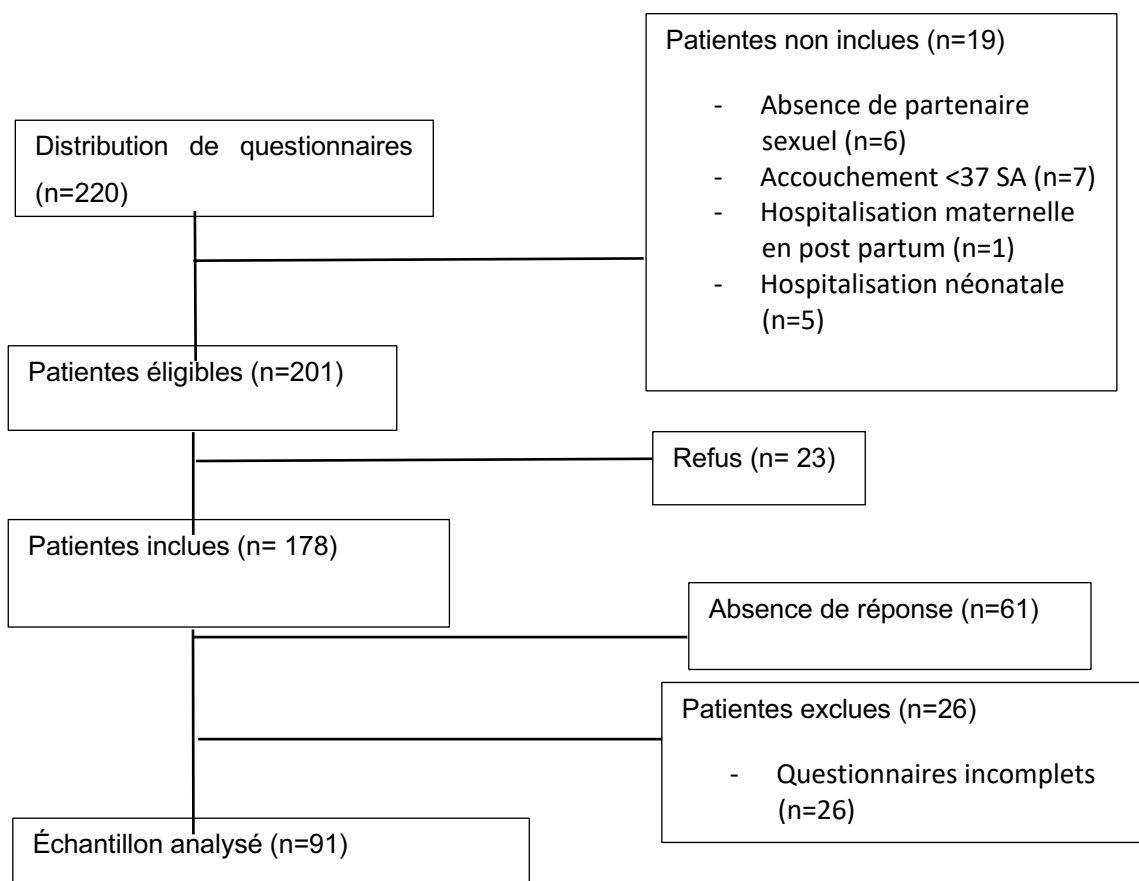 Patientes non inclues (n=19)
- Absence de partenaire
sexuel (n=6)
- Accouchement <37 SA (n=7)
- Hospitalisation maternelle
en post partum (n=1)
- Hospitalisation néonatale
(n=5)
Distribution de questionnaires
(n=220)
Patientes éligibles (n=201)
Refus (n= 23)
Patientes inclues (n= 178)
Absence de réponse (n=61)
Patientes exclues (n=26)
- Questionnaires incomplets
(n=26)
Échantillon analysé (n=91)